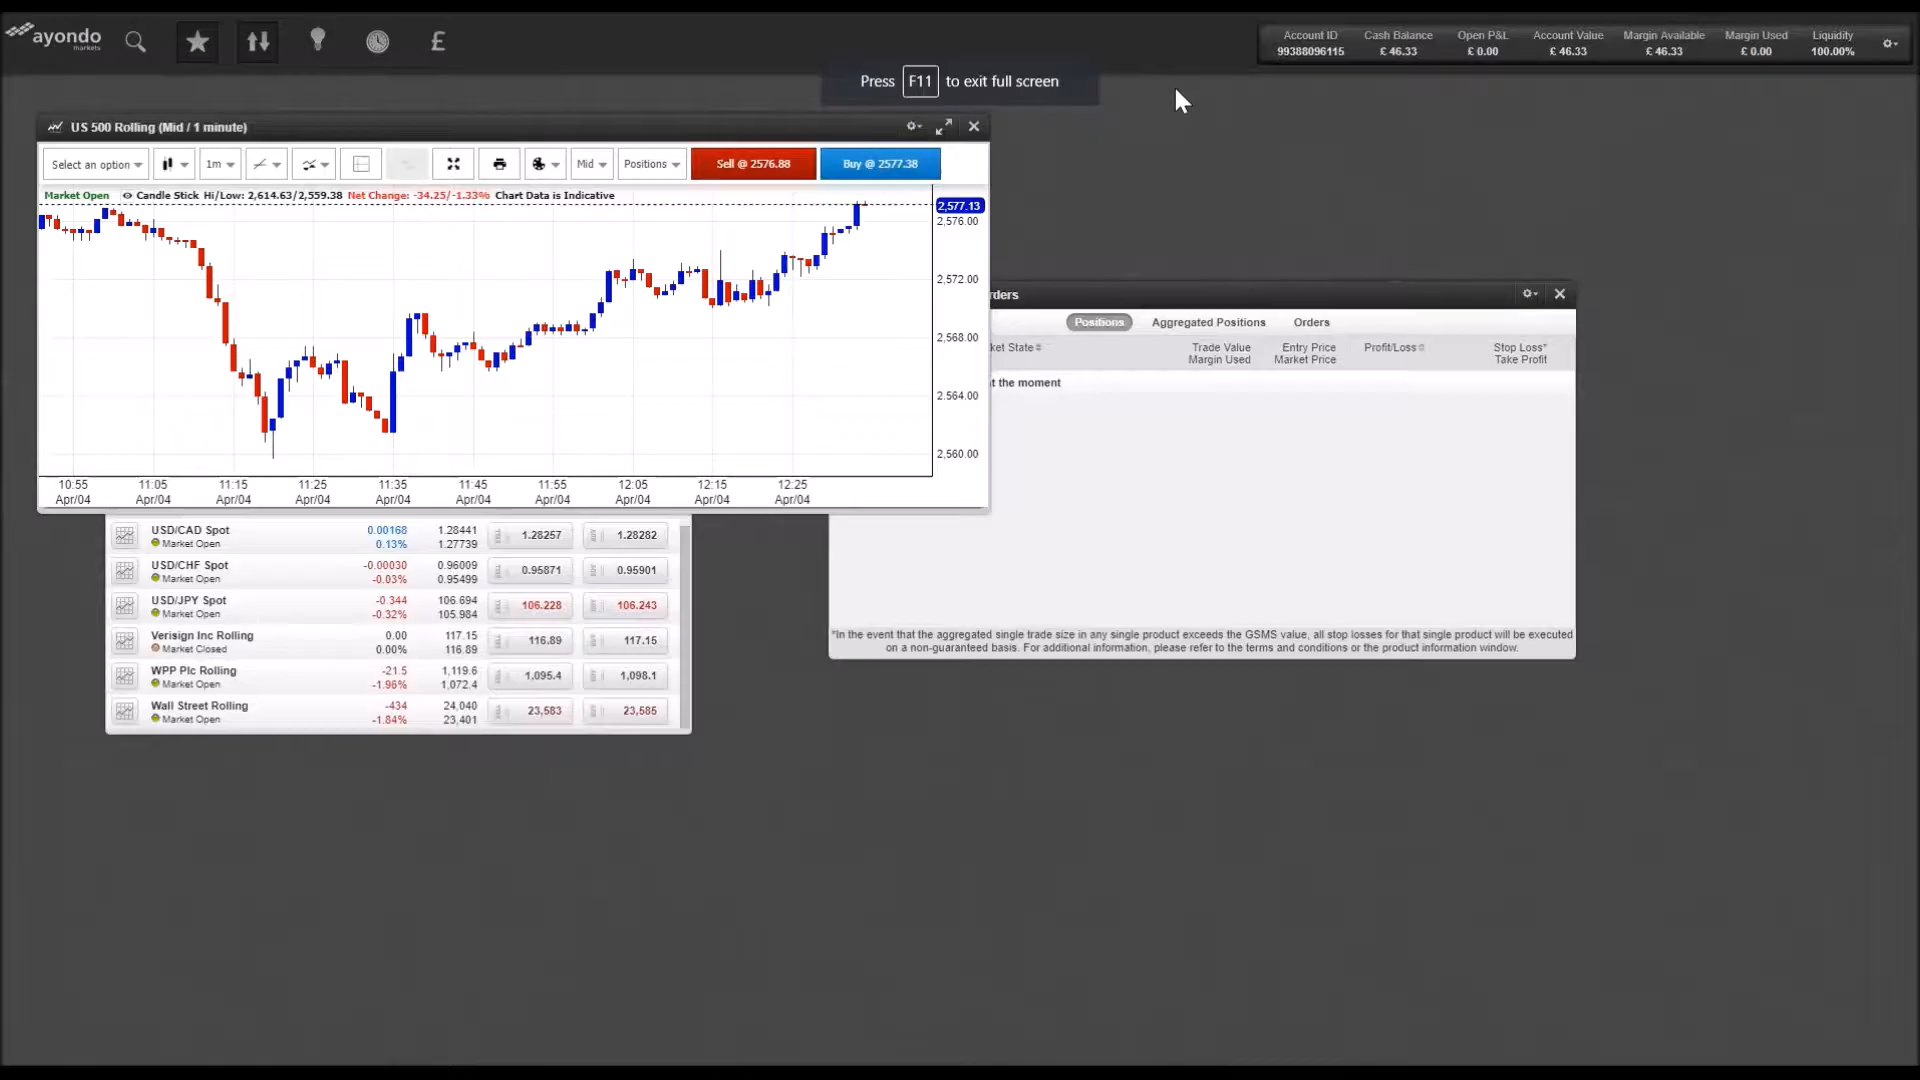 ayondo
markets
£
Account ID
99388096115
Cash Balance
£ 46.33
Open P&L
£ 0.00
Account Value
£ 46.33
Margin Available
£ 46.33
Margin Used
£ 0.00
Liquidity
100.00%
Press F11 to exit full screen
US 500 Rolling (Mid / 1 minute)
Select an option
1m
Mid
Positions
Sell @ 2576.88
Buy @ 2577.38
Market Open Candle Stick Hi/Low: 2,614.63/2,559.38 Net Change: -34.25/-1.33% Chart Data is Indicative
2,577.13
2,576.00
2,572.00
2,568.00
2,564.00
2,560.00
10:55 11:05 11:15 11:25 11:35 11:45 11:55 12:05 12:15 12:25
Apr/04 Apr/04 Apr/04 Apr/04 Apr/04 Apr/04 Apr/04 Apr/04 Apr/04 Apr/04
rders
Positions Aggregated Positions Orders
ket State Trade Value Entry Price Profit/Loss Stop Loss*
Margin Used Market Price Take Profit
t the moment
*In the event that the aggregated single trade size in any single product exceeds the GSMS value, all stop losses for that single product will be executed
on a non-guaranteed basis. For additional information, please refer to the terms and conditions or the product information window.
USD/CAD Spot 0.00168 1.28441 1.28257 1.28282
Market Open 0.13% 1.27739
USD/CHF Spot -0.00030 0.96009 0.95871 0.95901
Market Open -0.03% 0.95499
USD/JPY Spot -0.344 106.694 106.228 106.243
Market Open -0.32% 105.984
Verisign Inc Rolling 0.00 117.15 116.89 117.15
Market Closed 0.00% 116.89
WPP Plc Rolling -21.5 1,119.6 1,095.4 1,098.1
Market Open -1.96% 1,072.4
Wall Street Rolling -434 24,040 23,583 23,585
Market Open -1.84% 23,401